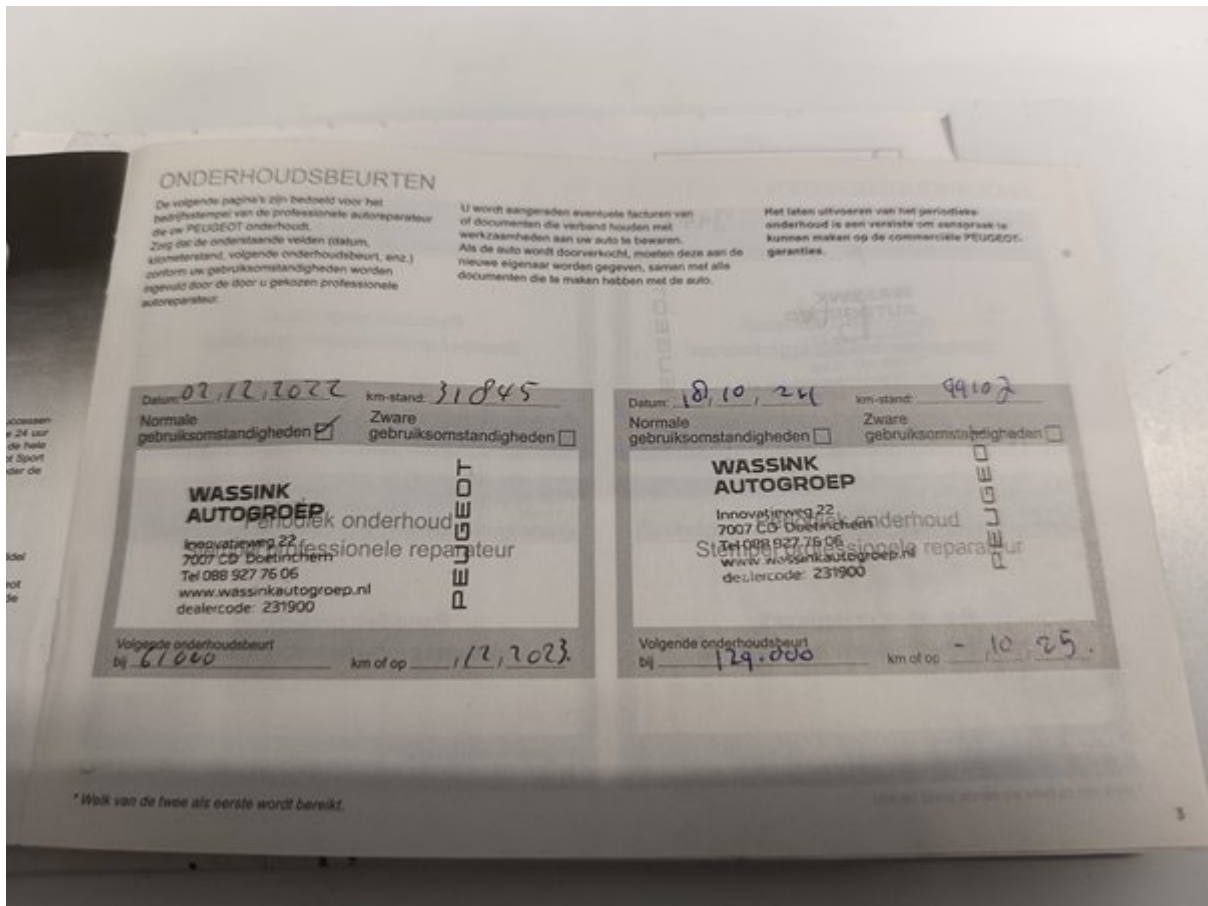 ONDERHOUDSBEURTEN
De volgende pagina's zijn bedoeld voor het
bedrijfsstempel van de professionele autoreparateur
die uw PEUGEOT onderhoudt.
Zorg dat de onderstaande velden (datum,
kilometerstand, volgende onderhoudsbeurt, enz.)
conform uw gebruiksomstandigheden worden
ingevuld door de door u gekozen professionele
autoreparateur.
U wordt aangeraden eventuele facturen van
of documenten die verband houden met
werkzaamheden aan uw auto te bewaren.
Als de auto wordt doorverkocht, moeten deze aan de
nieuwe eigenaar worden gegeven, samen met alle
documenten die te maken hebben met de auto.
Het laten uitvoeren van het periodieke
onderhoud is een vereiste om aanspraak te
kunnen maken op de commerciële PEUGEOT-
garanties.
Datum: 02,12,2022 km-stand: 31845
Normale Zware
gebruiksomstandigheden gebruiksomstandigheden
WASSINK
AUTOGROEP
Periodiek onderhoud
Innovatieweg 22
Stempel professionele reparateur
7007 CD Doetinchem
Tel 088 927 76 06
www.wassinkautogroep.nl
dealercode: 231900
PEUGEOT
Volgende onderhoudsbeurt
bij 61000 km of op ,12,2023.
Datum: 18,10,24 km-stand:
Normale Zware
gebruiksomstandigheden gebruiksomstandigheden
WASSINK
AUTOGROEP
Innovatieweg 22
Periodiek onderhoud
7007 CD Doetinchem
Stempel professionele reparateur
Tel 088 927 76 06
www.wassinkautogroep.nl
dealercode: 231900
PEUGEOT
Volgende onderhoudsbeurt
bij 129.000 km of op -,10,25.
* Welk van de twee als eerste wordt bereikt.
3